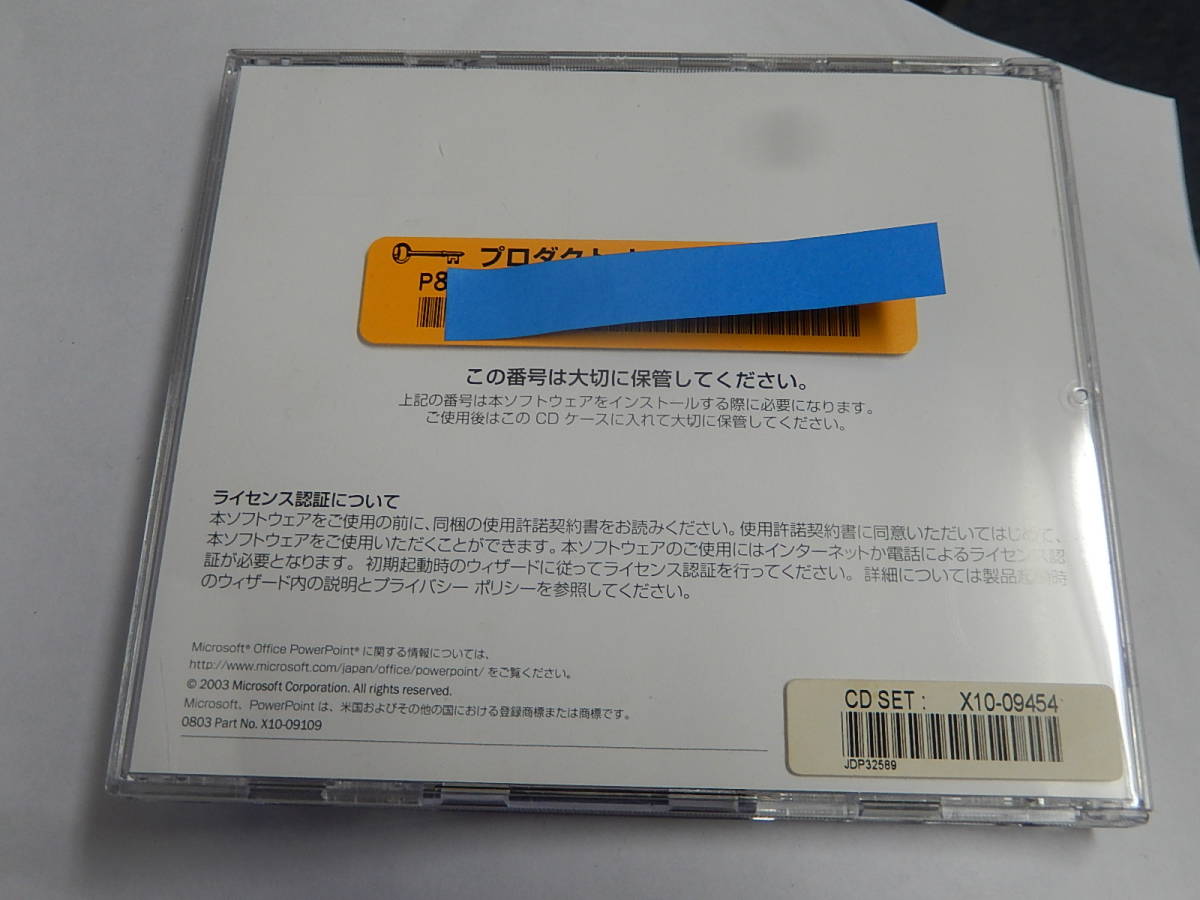 プロダクト
P8
この番号は大切に保管してください。
上記の番号は本ソフトウェアをインストールする際に必要になります。
ご使用後はこの CD ケースに入れて大切に保管してください。
ライセンス認証について
本ソフトウェアをご使用の前に、同梱の使用許諾契約書をお読みください。使用許諾契約書に同意いただいてはじめて、
本ソフトウェアをご使用いただくことができます。本ソフトウェアのご使用にはインターネットか電話によるライセンス認
証が必要となります。 初期起動時のウィザードに従ってライセンス認証を行ってください。 詳細については製品起動時
のウィザード内の説明とプライバシー ポリシーを参照してください。
Microsoft® Office PowerPoint® に関する情報については、
http://www.microsoft.com/japan/office/powerpoint/ をご覧ください。
© 2003 Microsoft Corporation. All rights reserved.
Microsoft、PowerPoint は、米国およびその他の国における登録商標または商標です。
0803 Part No. X10-09109
CD SET : X10-09454
JDP32589